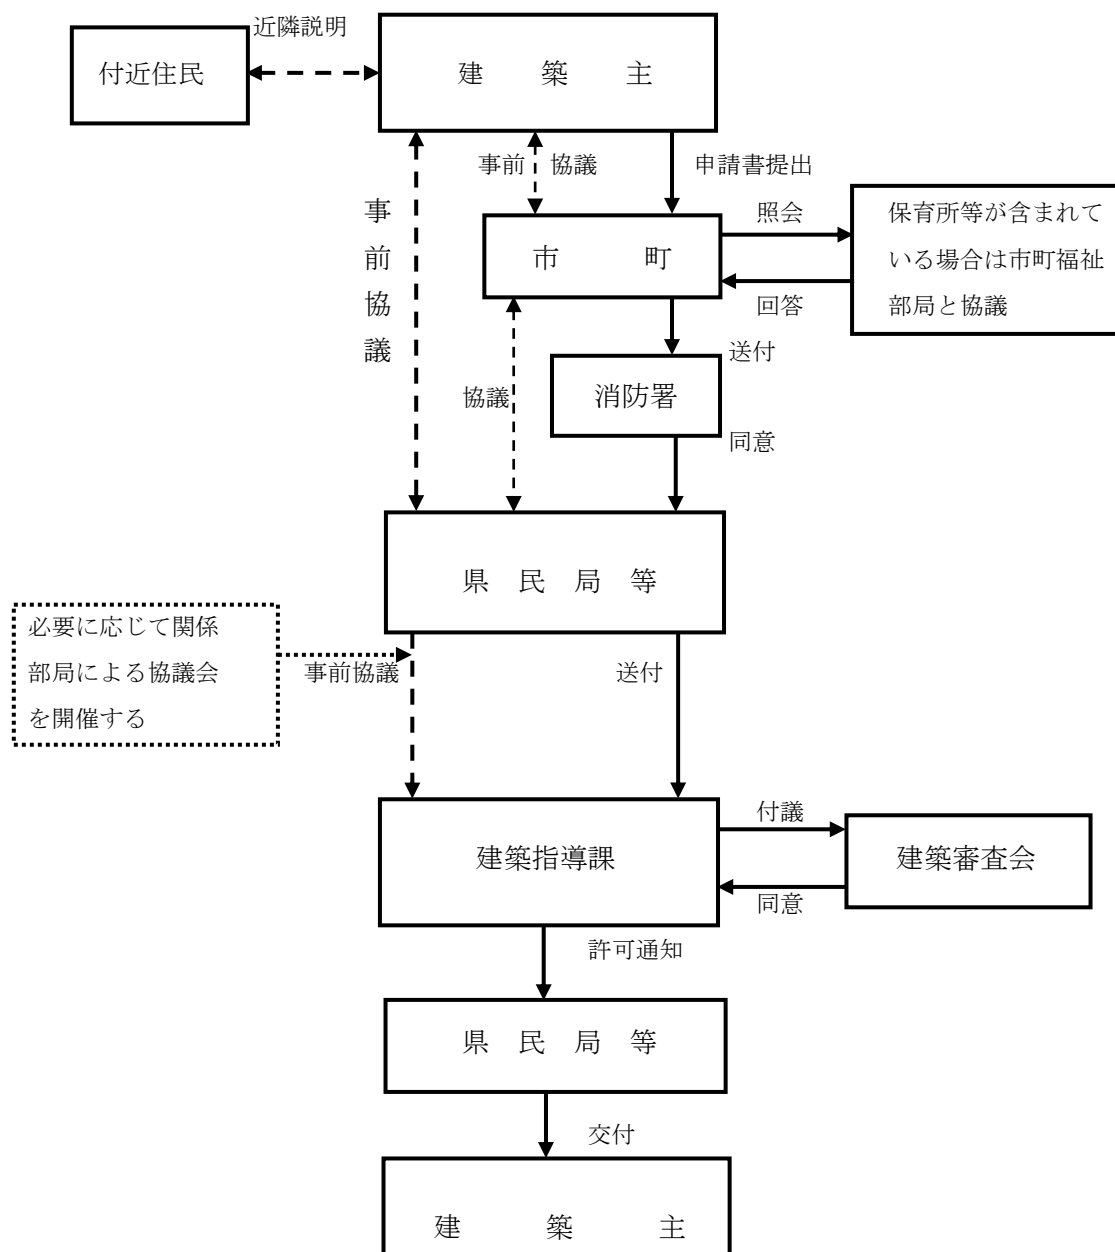 近隣説明
付近住民
建築主
事前 協議
申請書提出
事前協議
照会
保育所等が含まれて
いる場合は市町福祉
部局と協議
市町
回答
送付
協議
消防署
同意
県民局等
必要に応じて関係
部局による協議会
を開催する
事前協議
送付
付議
建築指導課
建築審査会
同意
許可通知
県民局等
交付
建築主